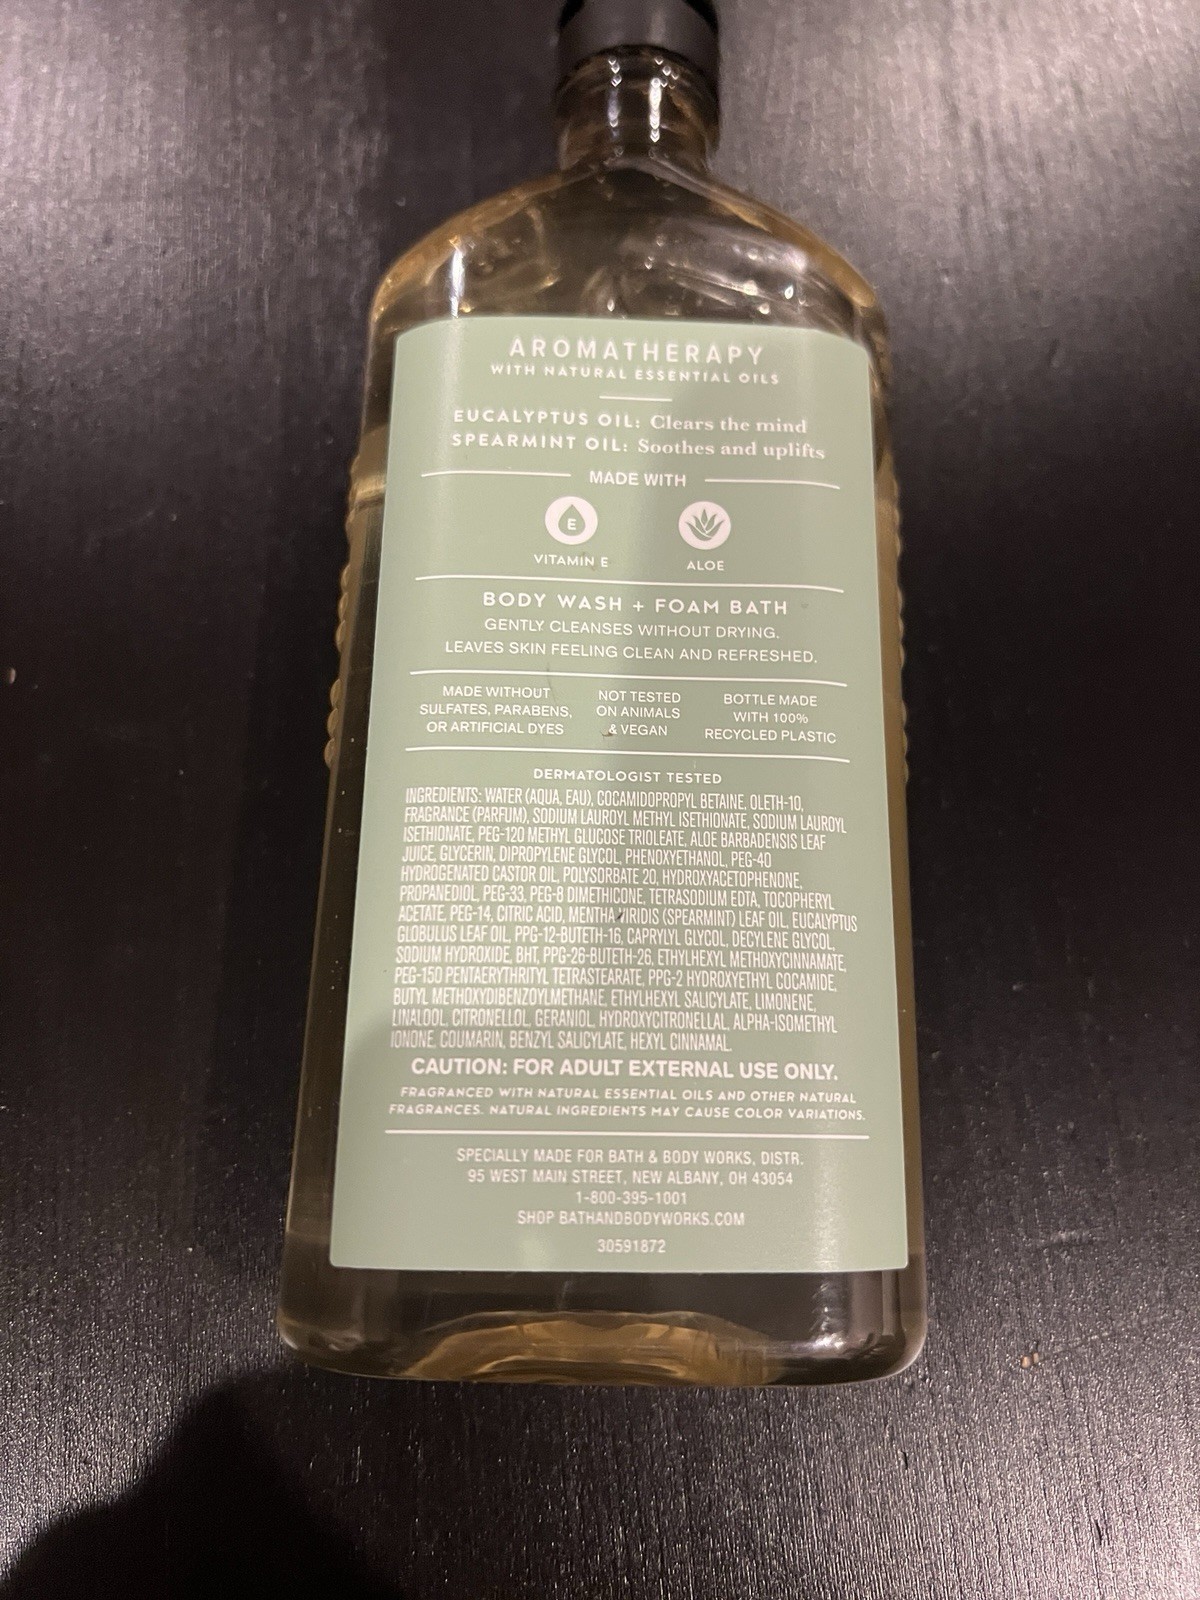 AROMATHERAPY
WITH NATURAL ESSENTIAL OILS
EUCALYPTUS OIL: Clears the mind
SPEARMINT OIL: Soothes and uplifts
MADE WITH
E
VITAMIN E
ALOE
BODY WASH + FOAM BATH
GENTLY CLEANSES WITHOUT DRYING.
LEAVES SKIN FEELING CLEAN AND REFRESHED.
MADE WITHOUT
SULFATES, PARABENS,
OR ARTIFICIAL DYES
NOT TESTED
ON ANIMALS
& VEGAN
BOTTLE MADE
WITH 100%
RECYCLED PLASTIC
DERMATOLOGIST TESTED
INGREDIENTS: WATER (AQUA, EAU), COCAMIDOPROPYL BETAINE, OLETH-10,
FRAGRANCE (PARFUM), SODIUM LAUROYL METHYL ISETHIONATE, SODIUM LAUROYL
ISETHIONATE, PEG-120 METHYL GLUCOSE TRIOLEATE, ALOE BARBADENSIS LEAF
JUICE, GLYCERIN, DIPROPYLENE GLYCOL, PHENOXYETHANOL, PEG-40
HYDROGENATED CASTOR OIL, POLYSORBATE 20, HYDROXYACETOPHENONE,
PROPANEDIOL, PEG-33, PEG-8 DIMETHICONE, TETRASODIUM EDTA, TOCOPHERYL
ACETATE, PEG-14, CITRIC ACID, MENTHA VIRIDIS (SPEARMINT) LEAF OIL, EUCALYPTUS
GLOBULUS LEAF OIL, PPG-12-BUTETH-16, CAPRYLYL GLYCOL, DECYLENE GLYCOL,
SODIUM HYDROXIDE, BHT, PPG-26-BUTETH-26, ETHYLHEXYL METHOXYCINNAMATE,
PEG-150 PENTAERYTHRITYL TETRASTEARATE, PPG-2 HYDROXYETHYL COCAMIDE,
BUTYL METHOXYDIBENZOYLMETHANE, ETHYLHEXYL SALICYLATE, LIMONENE,
LINALOOL, CITRONELLOL, GERANIOL, HYDROXYCITRONELLAL, ALPHA-ISOMETHYL
IONONE, COUMARIN, BENZYL SALICYLATE, HEXYL CINNAMAL.
CAUTION: FOR ADULT EXTERNAL USE ONLY.
FRAGRANCED WITH NATURAL ESSENTIAL OILS AND OTHER NATURAL
FRAGRANCES. NATURAL INGREDIENTS MAY CAUSE COLOR VARIATIONS.
SPECIALLY MADE FOR BATH & BODY WORKS, DISTR.
95 WEST MAIN STREET, NEW ALBANY, OH 43054
1-800-395-1001
SHOP BATHANDBODYWORKS.COM
30591872